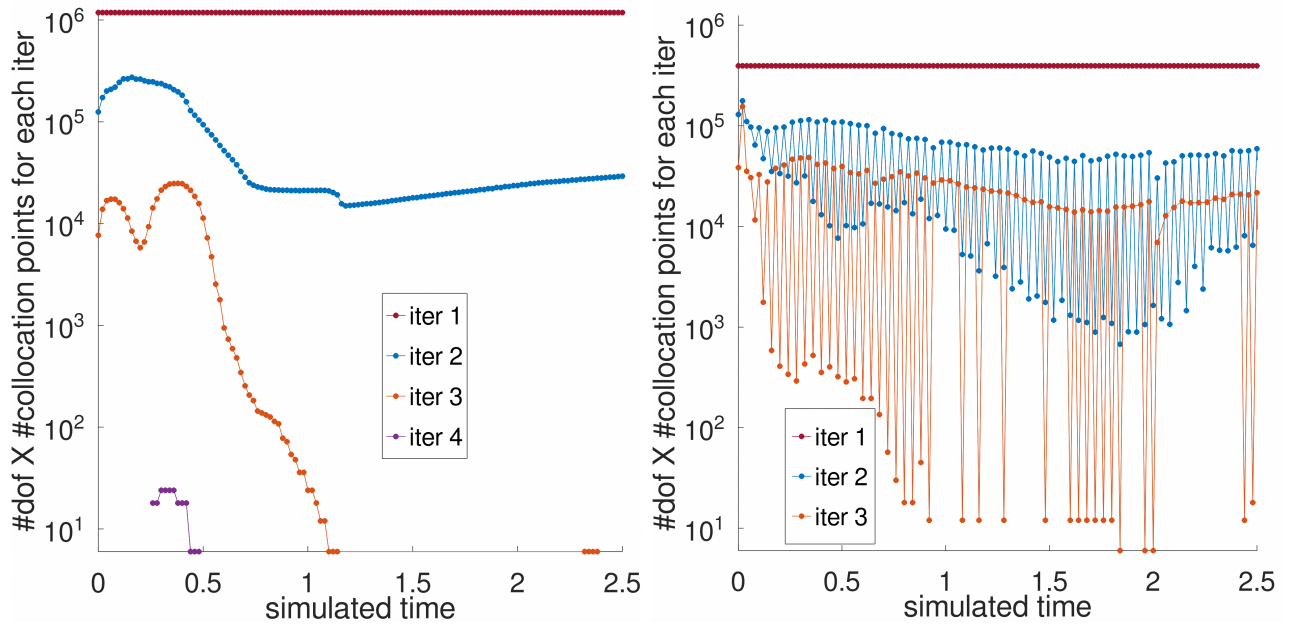 #dof X #collocation points for each iter
10^6
10^5
10^4
10^3
10^2
10^1
iter 1
iter 2
iter 3
iter 4
0 0.5 1 1.5 2 2.5
simulated time
#dof X #collocation points for each iter
10^6
10^5
10^4
10^3
10^2
10^1
iter 1
iter 2
iter 3
0 0.5 1 1.5 2 2.5
simulated time